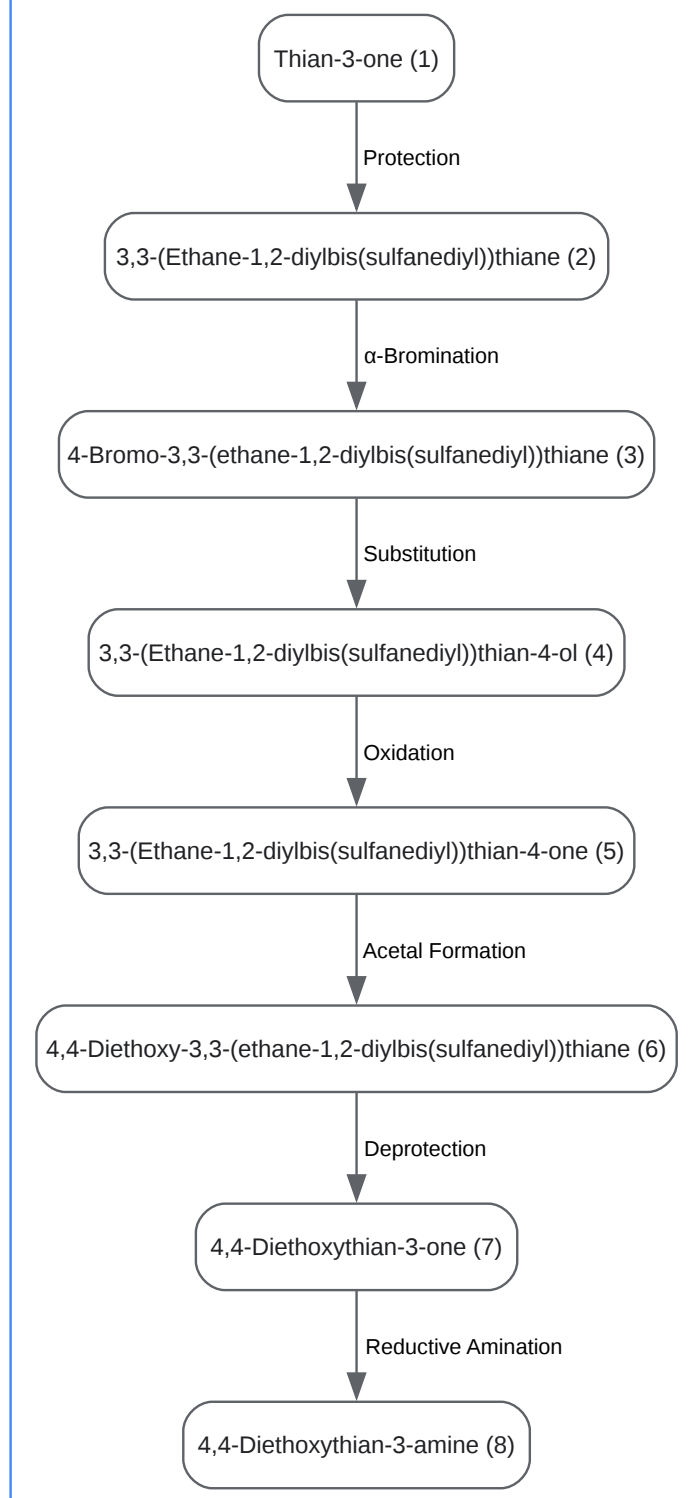 Thian-3-one (1)
Protection
3,3-(Ethane-1,2-diylbis(sulfanediyl))thiane (2)
α-Bromination
4-Bromo-3,3-(ethane-1,2-diylbis(sulfanediyl))thiane (3)
Substitution
3,3-(Ethane-1,2-diylbis(sulfanediyl))thian-4-ol (4)
Oxidation
3,3-(Ethane-1,2-diylbis(sulfanediyl))thian-4-one (5)
Acetal Formation
4,4-Diethoxy-3,3-(ethane-1,2-diylbis(sulfanediyl))thiane (6)
Deprotection
4,4-Diethoxythian-3-one (7)
Reductive Amination
4,4-Diethoxythian-3-amine (8)